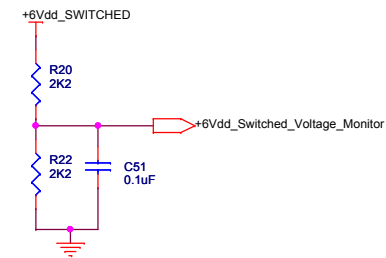 +6Vdd_SWITCHED
R20
2K2
+6Vdd_Switched_Voltage_Monitor
R22
2K2
C51
0.1uF